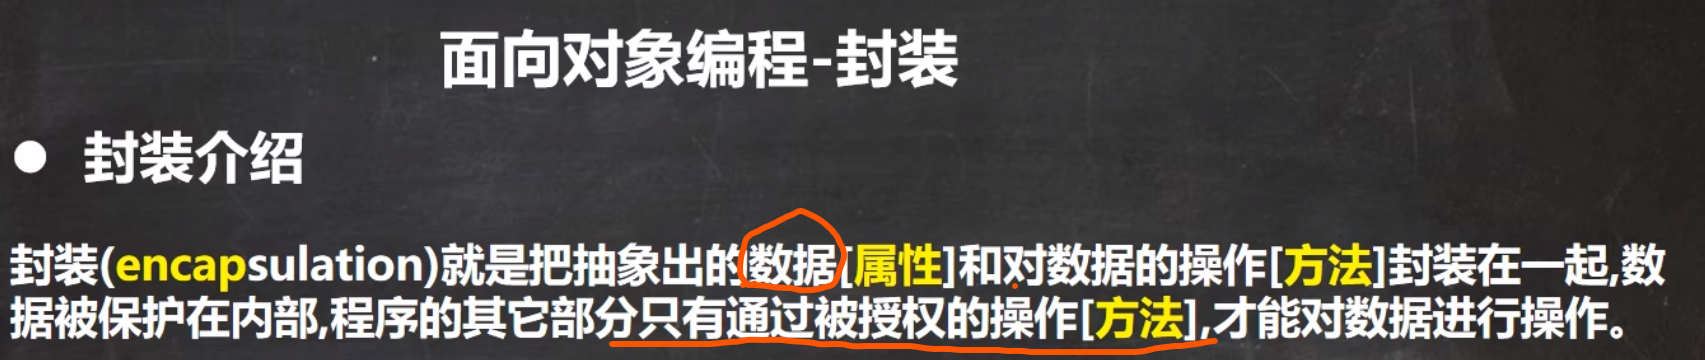 面向对象编程-封装
● 封装介绍
封装(encapsulation)就是把抽象出的数据[属性]和对数据的操作[方法]封装在一起,数
据被保护在内部,程序的其它部分只有通过被授权的操作[方法],才能对数据进行操作。